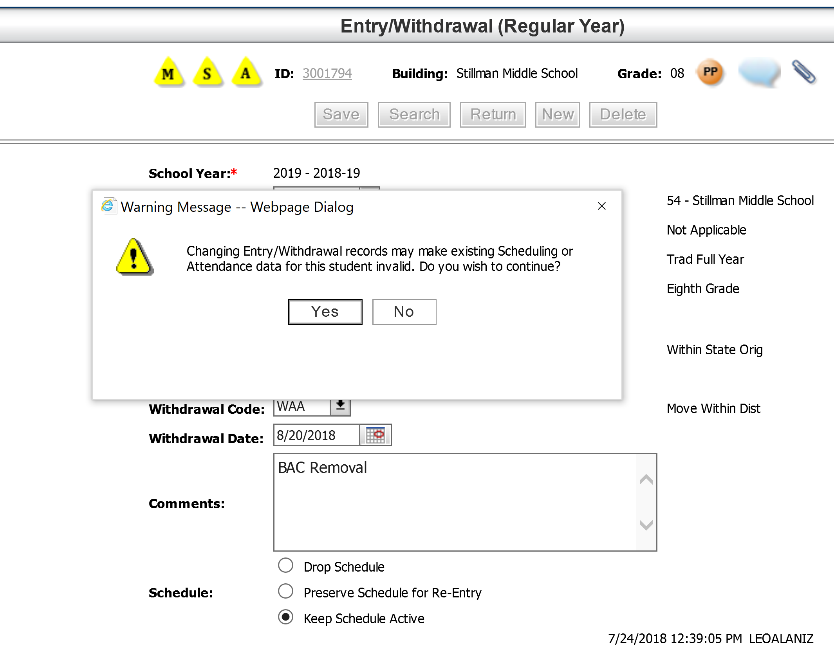 Entry/Withdrawal (Regular Year)
M S A ID: 3001794 Building: Stillman Middle School Grade: 08 PP
Save Search Return New Delete
School Year:* 2019 - 2018-19
54 - Stillman Middle School
Warning Message -- Webpage Dialog
Not Applicable
Changing Entry/Withdrawal records may make existing Scheduling or
Attendance data for this student invalid. Do you wish to continue?
Trad Full Year
Eighth Grade
Yes No
Within State Orig
Withdrawal Code: WAA Move Within Dist
Withdrawal Date: 8/20/2018
BAC Removal
Comments:
Drop Schedule
Schedule: Preserve Schedule for Re-Entry
Keep Schedule Active
7/24/2018 12:39:05 PM LEOALANIZ